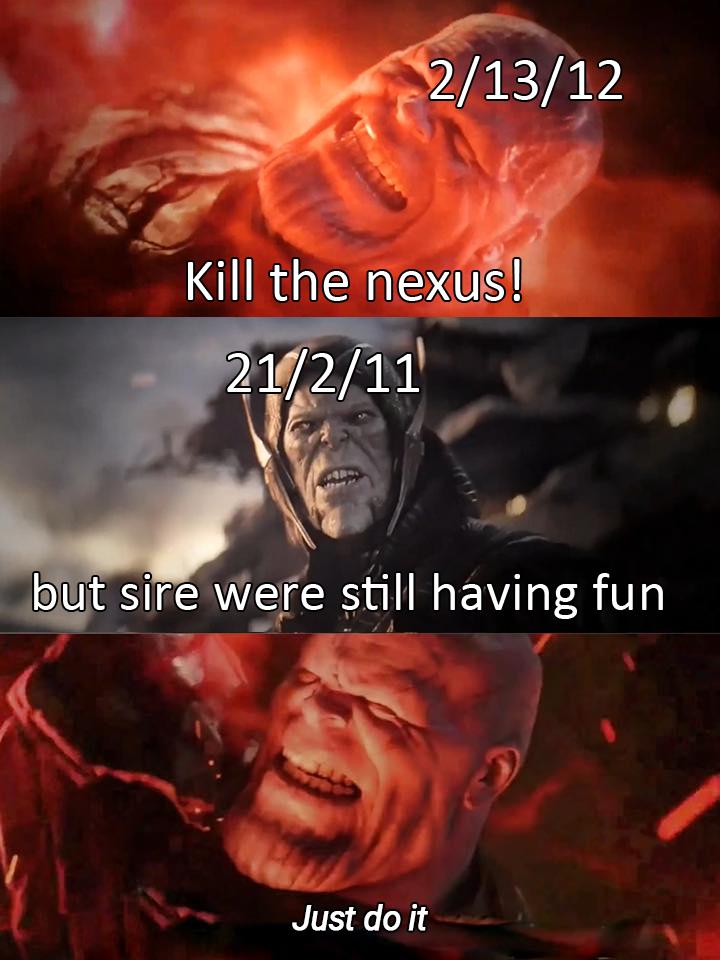 2/13/12
Kill the nexus!
21/2/11
but sire were still having fun
Just do it